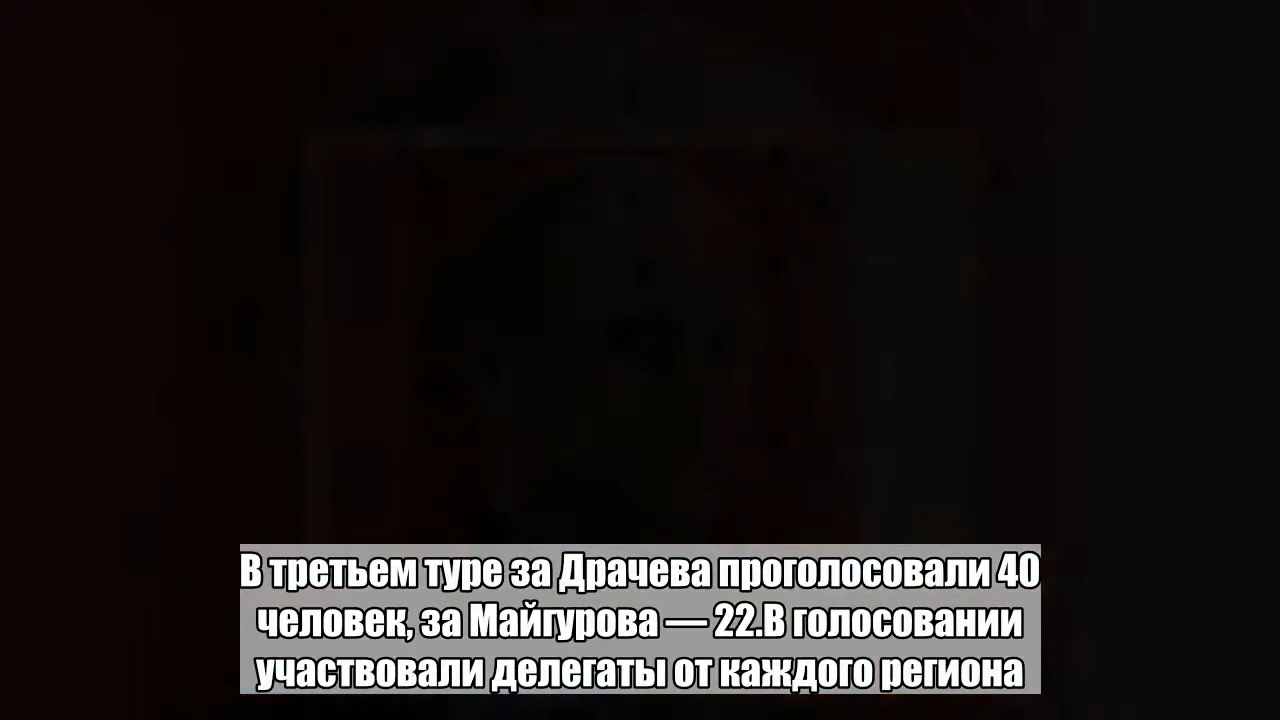 В третьем туре за Драчева проголосовали 40
человек, за Майгурова — 22.В голосовании
участвовали делегаты от каждого региона